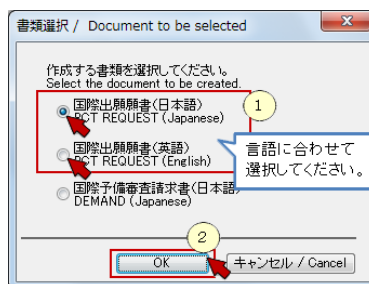 書類選択 / Document to be selected
作成する書類を選択してください。
Select the document to be created.
国際出願願書(日本語)
PCT REQUEST (Japanese)
1
国際出願願書(英語)
PCT REQUEST (English)
言語に合わせて
選択してください。
国際予備審査請求書(日本語)
DEMAND (Japanese)
2
OK
キャンセル / Cancel